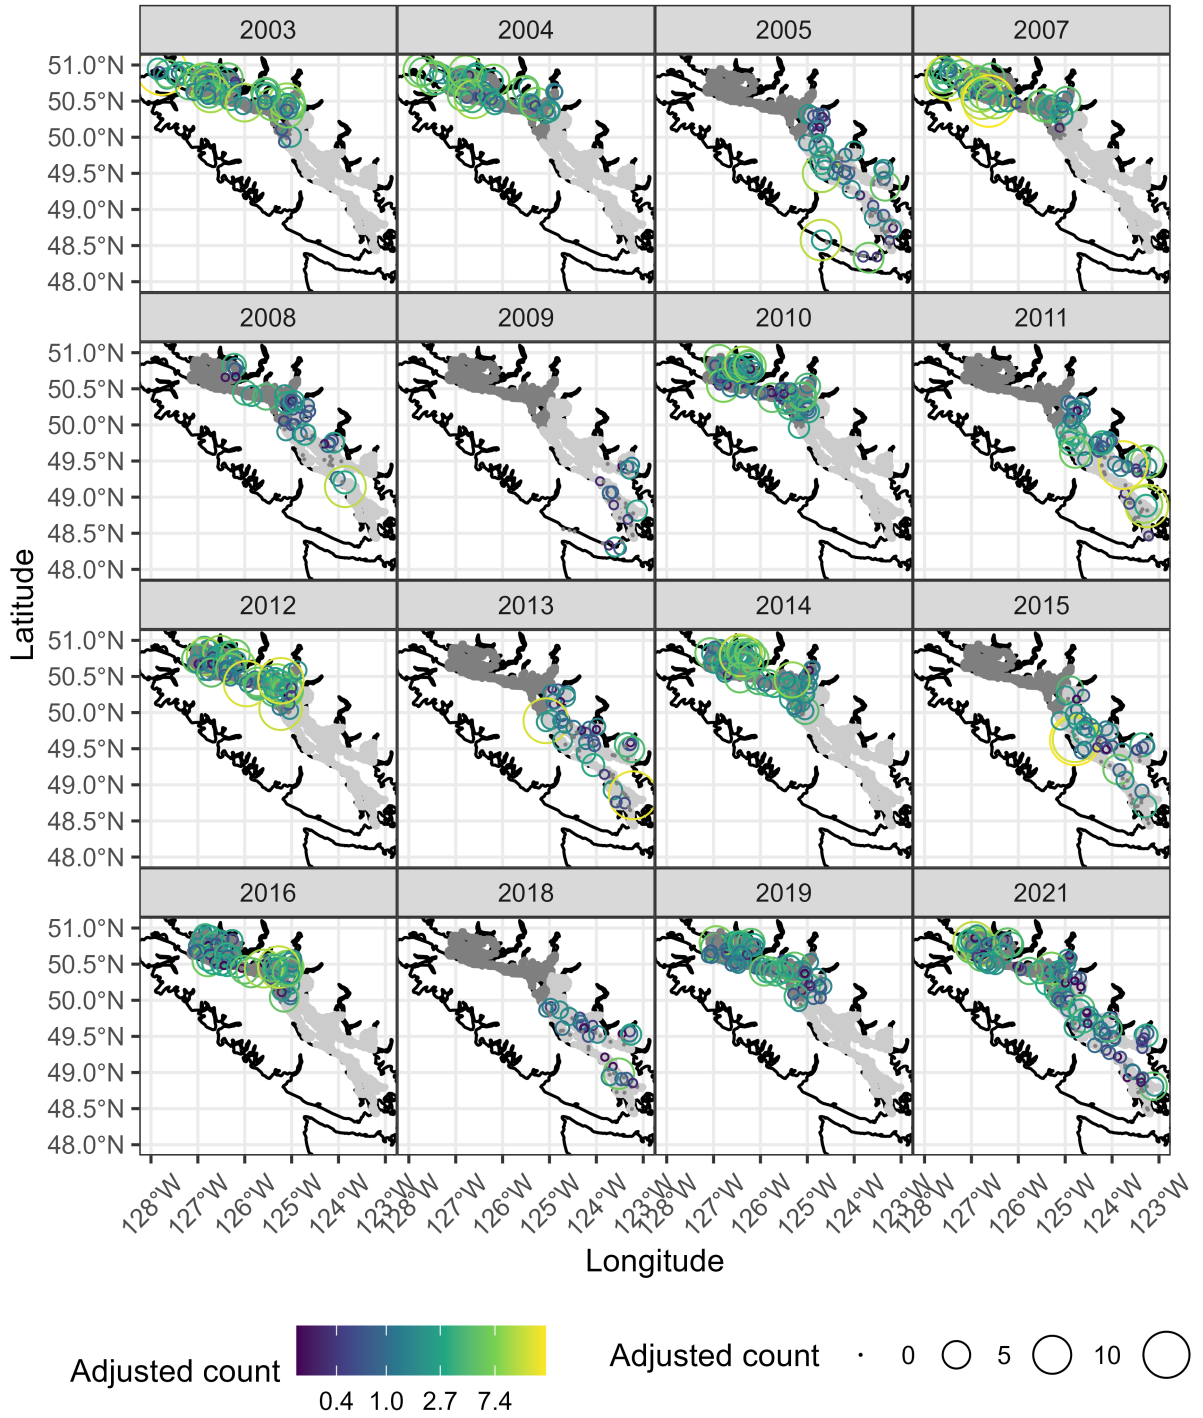 2003 2004 2005 2007
51.0°N
50.5°N
50.0°N
49.5°N
49.0°N
48.5°N
48.0°N
2008 2009 2010 2011
51.0°N
50.5°N
50.0°N
49.5°N
49.0°N
48.5°N
48.0°N
Latitude
2012 2013 2014 2015
51.0°N
50.5°N
50.0°N
49.5°N
49.0°N
48.5°N
48.0°N
2016 2018 2019 2021
51.0°N
50.5°N
50.0°N
49.5°N
49.0°N
48.5°N
48.0°N
128°W 127°W 126°W 125°W 124°W 123°W 128°W 127°W 126°W 125°W 124°W 123°W 128°W 127°W 126°W 125°W 124°W 123°W 128°W 127°W 126°W 125°W 124°W 123°W
Longitude
Adjusted count
0.4 1.0 2.7 7.4
Adjusted count 0 5 10